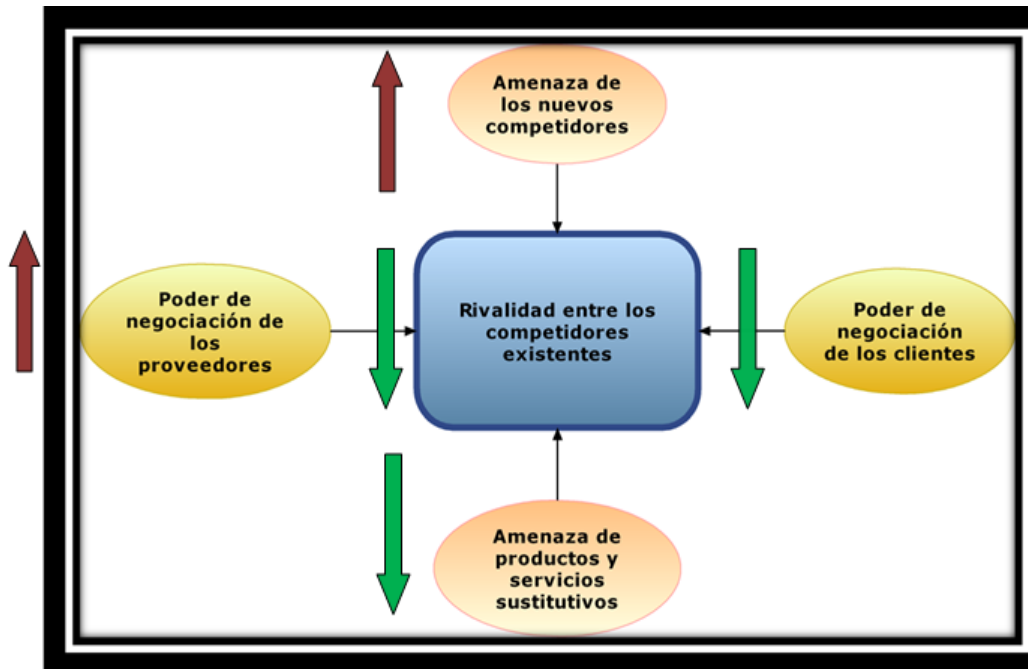 Amenaza de
los nuevos
competidores
Poder de
negociación de
los
proveedores
Rivalidad entre los
competidores
existentes
Poder de
negociación
de los clientes
Amenaza de
productos y
servicios
sustitutivos